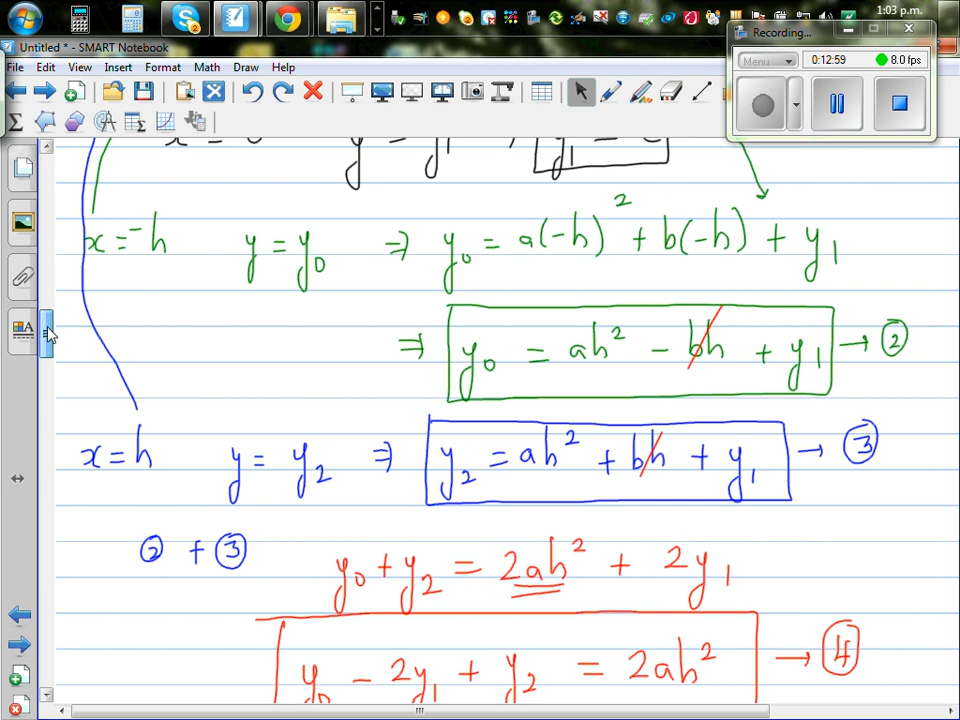 1:03 p.m.
Untitled * - SMART Notebook
Recording...
File Edit View Insert Format Math Draw Help
Menu 0:12:59 8.0 fps
y = y₁ , y₁ =
x = -h y = y₀ ⇒ y₀ = a(-h)² + b(-h) + y₁
⇒ y₀ = ah² - bh + y₁ → ②
x = h y = y₂ ⇒ y₂ = ah² + bh + y₁ → ③
② + ③ y₀ + y₂ = 2ah² + 2y₁
y₀ - 2y₁ + y₂ = 2ah² → ④